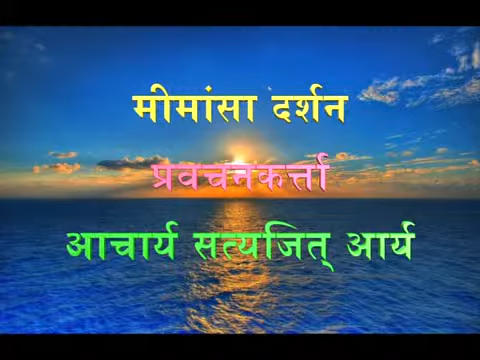 मीमांसा दर्शन
प्रवचनकर्त्ता
आचार्य सत्यजित् आर्य